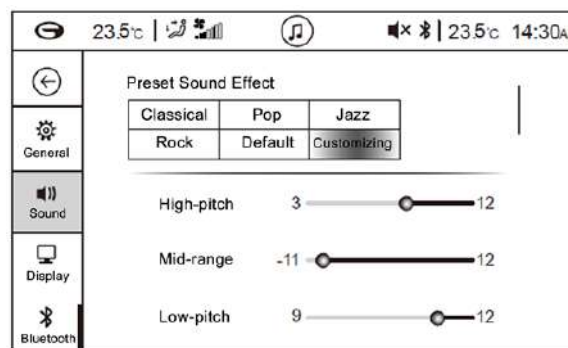 23.5°c 23.5°c 14:30A
Preset Sound Effect
Classical Pop Jazz
Rock Default Customizing
General
Sound
Display
Bluetooth
High-pitch 3 12
Mid-range -11 12
Low-pitch 9 12